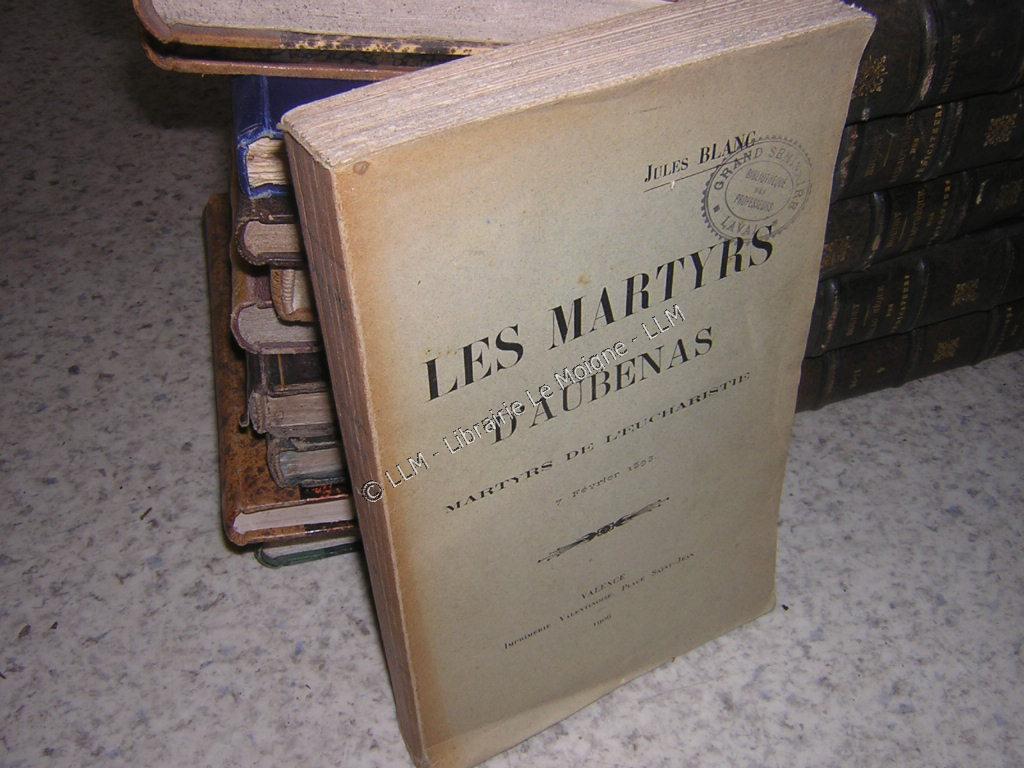 JULES BLANC
GRAND SEMINAIRE
BIBLIOTHÈQUE
DES
PROFESSEURS
LAVAL
LES MARTYRS
D'AUBENAS
MARTYRS DE L'EUCHARISTIE
7 Février 1593
VALENCE
IMPRIMERIE VALENTINOISE, PLACE SAINT-JEAN
1906
© LLM - Librairie Le Moigne - LLM